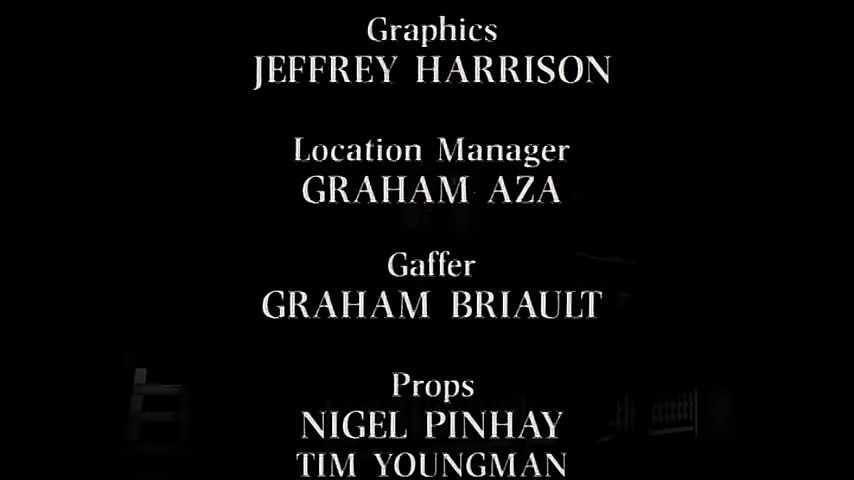 Graphics
JEFFREY HARRISON
Location Manager
GRAHAM AZA
Gaffer
GRAHAM BRIAULT
Props
NIGEL PINHAY
TIM YOUNGMAN